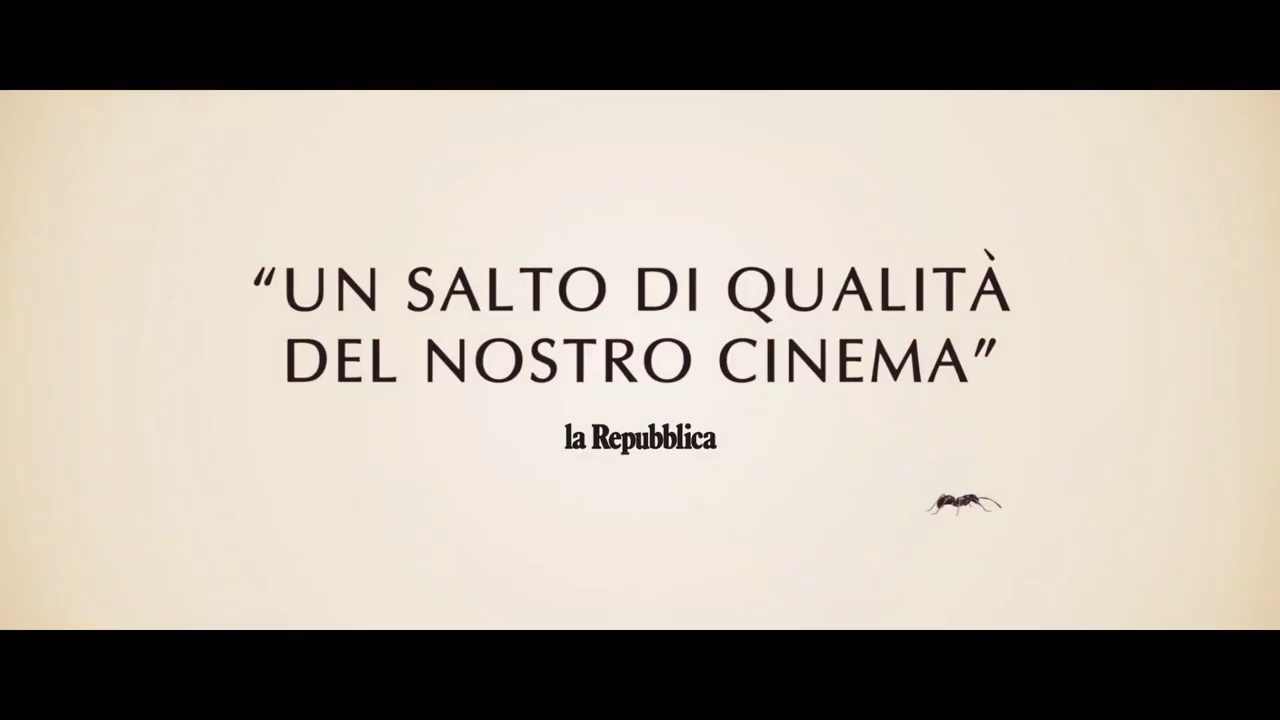 “UN SALTO DI QUALITÀ
DEL NOSTRO CINEMA”
la Repubblica